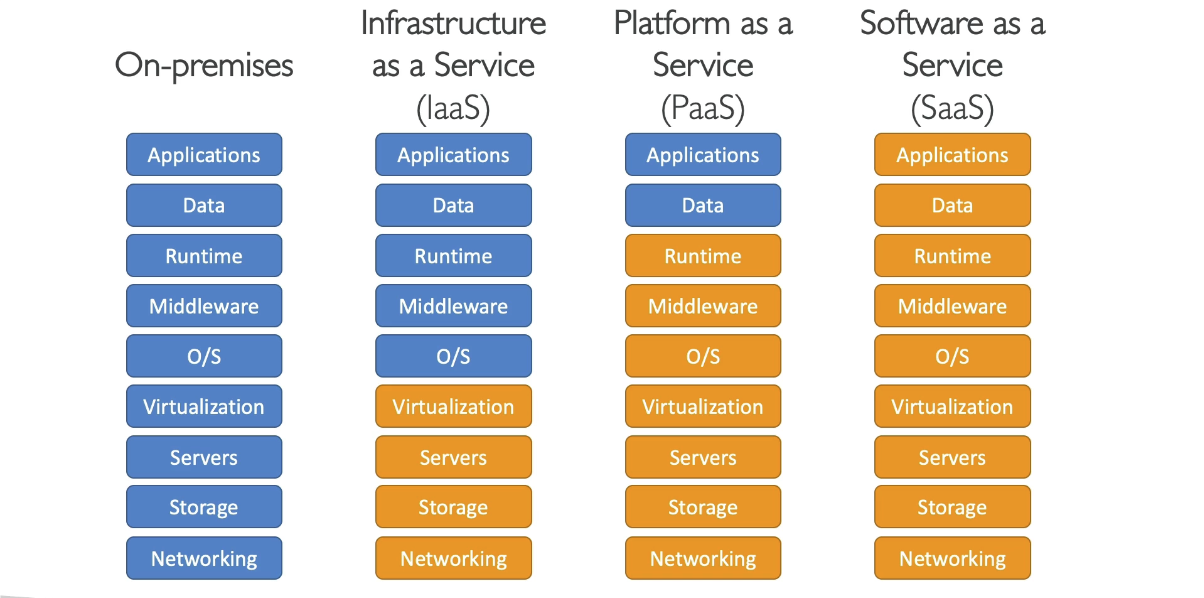 On-premises
Infrastructure
as a Service
(IaaS)
Platform as a
Service
(PaaS)
Software as a
Service
(SaaS)
Applications
Data
Runtime
Middleware
O/S
Virtualization
Servers
Storage
Networking
Applications
Data
Runtime
Middleware
O/S
Virtualization
Servers
Storage
Networking
Applications
Data
Runtime
Middleware
O/S
Virtualization
Servers
Storage
Networking
Applications
Data
Runtime
Middleware
O/S
Virtualization
Servers
Storage
Networking